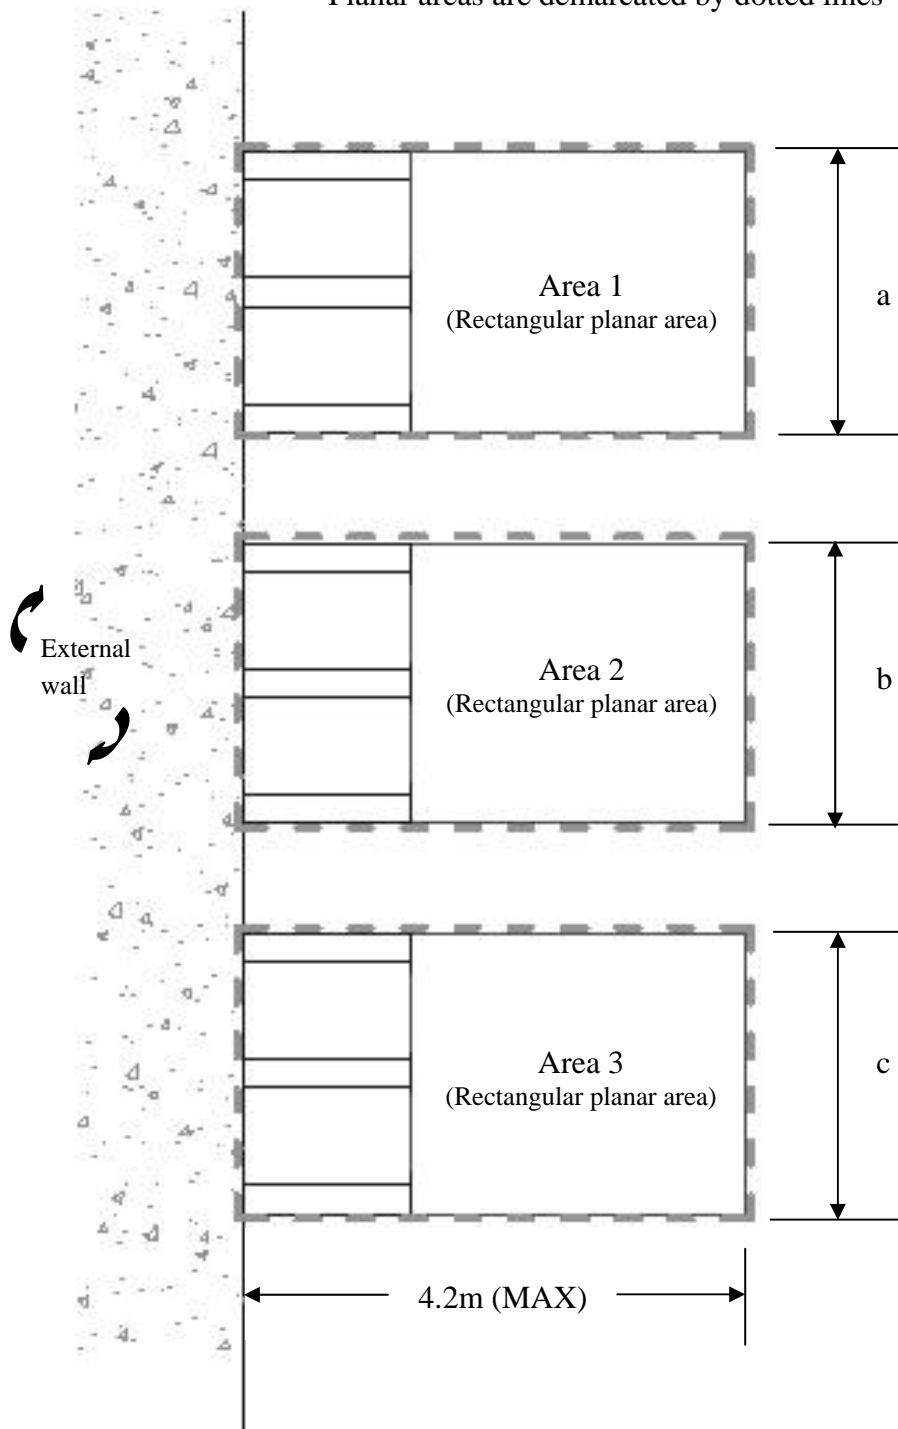 Planar areas are demarcated by dotted lines
Area 1
(Rectangular planar area)
a
External
wall
Area 2
(Rectangular planar area)
b
Area 3
(Rectangular planar area)
c
4.2m (MAX)